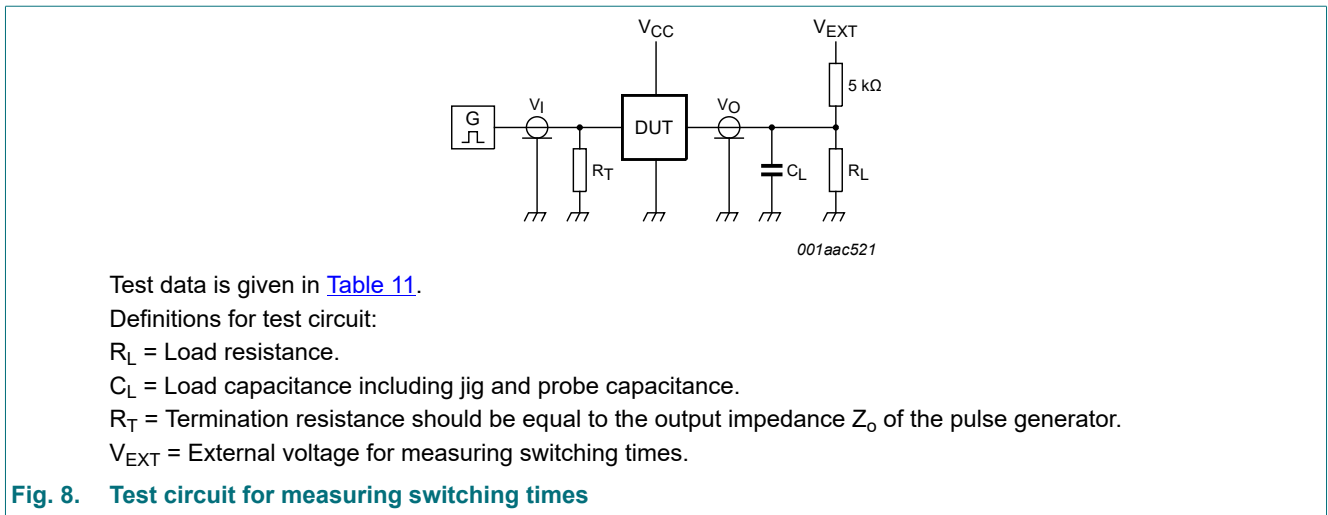 VCC
VEXT
5 kΩ
G
VI
DUT
VO
RT
CL
RL
001aac521
Test data is given in Table 11.
Definitions for test circuit:
RL = Load resistance.
CL = Load capacitance including jig and probe capacitance.
RT = Termination resistance should be equal to the output impedance Zo of the pulse generator.
VEXT = External voltage for measuring switching times.
Fig. 8. Test circuit for measuring switching times